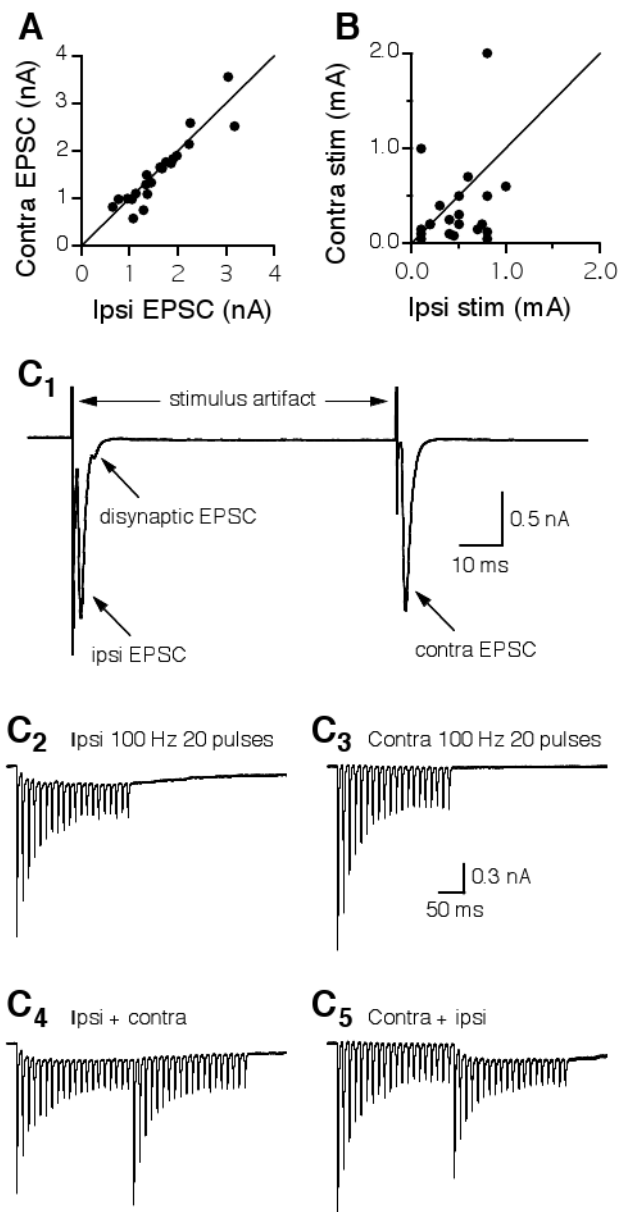 A
Contra EPSC (nA)
4
3
2
1
0
0 1 2 3 4
Ipsi EPSC (nA)
B
Contra stim (mA)
2.0
1.0
0.0
0.0 1.0 2.0
Ipsi stim (mA)
C1
stimulus artifact
disynaptic EPSC
ipsi EPSC
0.5 nA
10 ms
contra EPSC
C2 Ipsi 100 Hz 20 pulses
C3 Contra 100 Hz 20 pulses
0.3 nA
50 ms
C4 Ipsi + contra
C5 Contra + ipsi